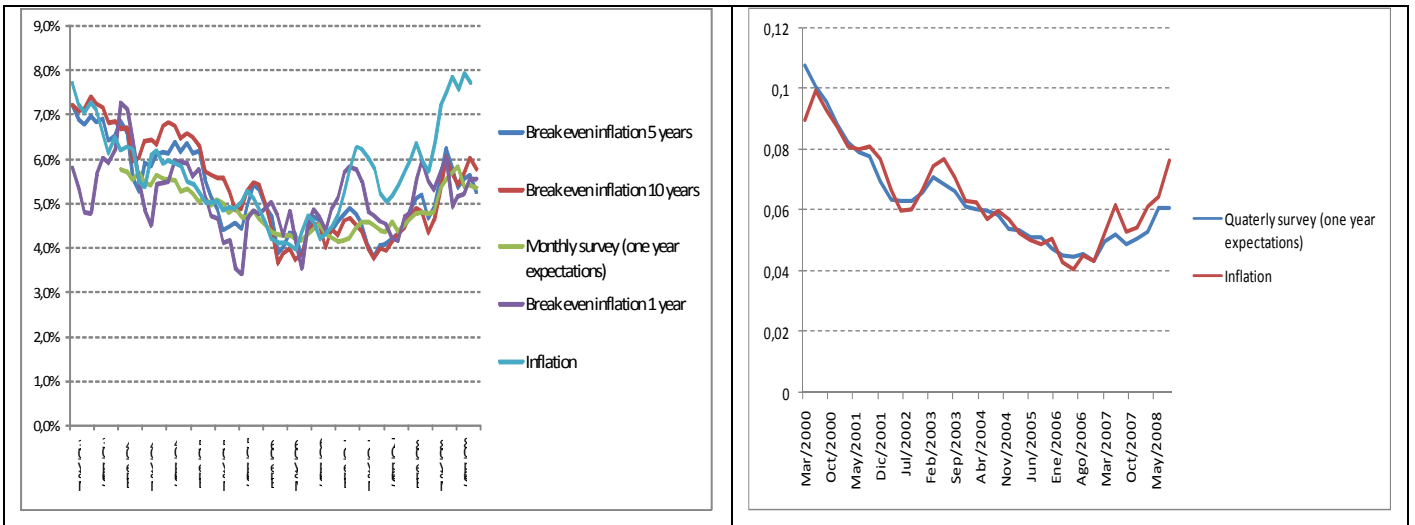 9,0%
8,0%
7,0%
6,0%
5,0%
4,0%
3,0%
2,0%
1,0%
0,0%
Break even inflation 5 years
Break even inflation 10 years
Monthly survey (one year
expectations)
Break even inflation 1 year
Inflation
0,12
0,1
0,08
0,06
0,04
0,02
0
Mar/2000
Oct/2000
May/2001
Dic/2001
Jul/2002
Feb/2003
Sep/2003
Abr/2004
Nov/2004
Jun/2005
Ene/2006
Ago/2006
Mar/2007
Oct/2007
May/2008
Quaterly survey (one year
expectations)
Inflation